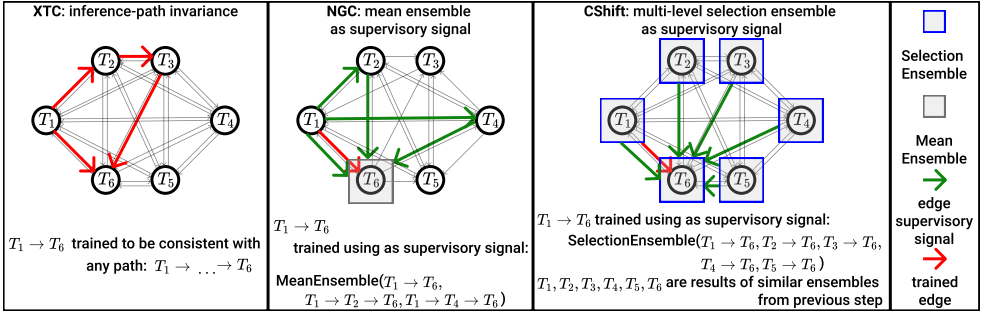 XTC: inference-path invariance
T2
T3
T1
T4
T6
T5
T1 → T6 trained to be consistent with
any path: T1 → ... → T6
NGC: mean ensemble
as supervisory signal
T2
T3
T1
T4
T6
T5
T1 → T6
trained using as supervisory signal:
MeanEnsemble(T1 → T6,
T1 → T2 → T6, T1 → T4 → T6)
CShift: multi-level selection ensemble
as supervisory signal
T2
T3
T1
T4
T6
T5
T1 → T6 trained using as supervisory signal:
SelectionEnsemble(T1 → T6, T2 → T6, T3 → T6,
T4 → T6, T5 → T6)
T1, T2, T3, T4, T5, T6 are results of similar ensembles
from previous step
Selection
Ensemble
Mean
Ensemble
edge
supervisory
signal
trained
edge